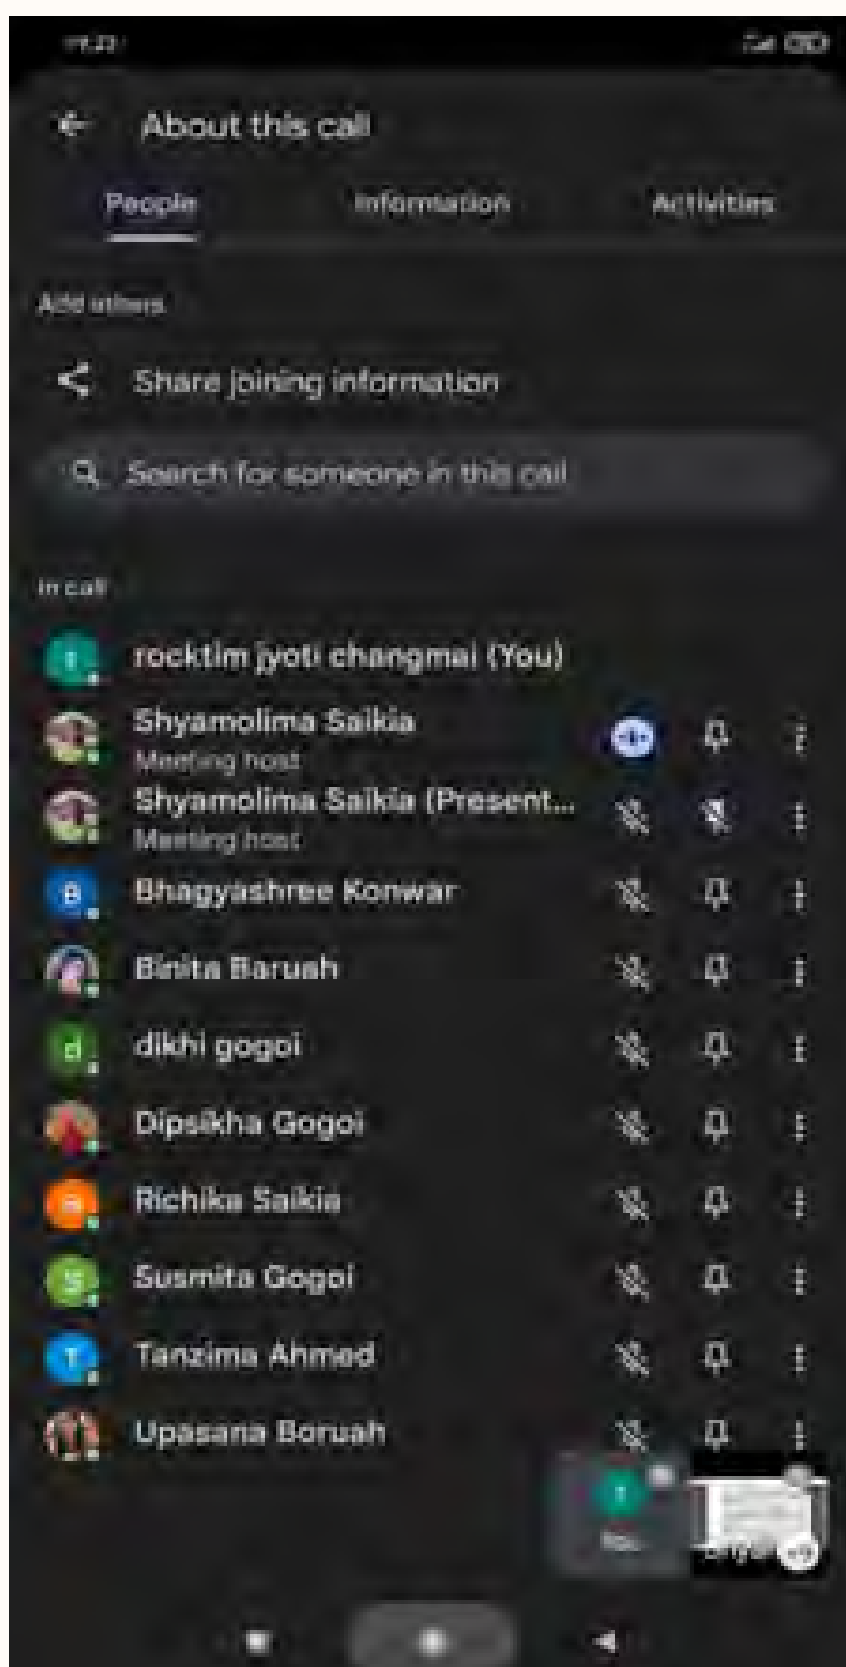 About this call
People Information Activities
Add others
Share joining information
Search for someone in this call
In call
rocktim jyoti changmai (You)
Shyamolima Saikia
Meeting host
Shyamolima Saikia (Present...
Meeting host
B Bhagyashree Konwar
Binita Baruah
d dikhi gogoi
Dipsikha Gogoi
R Richika Saikia
S Susmita Gogoi
T Tanzima Ahmed
Upasana Boruah